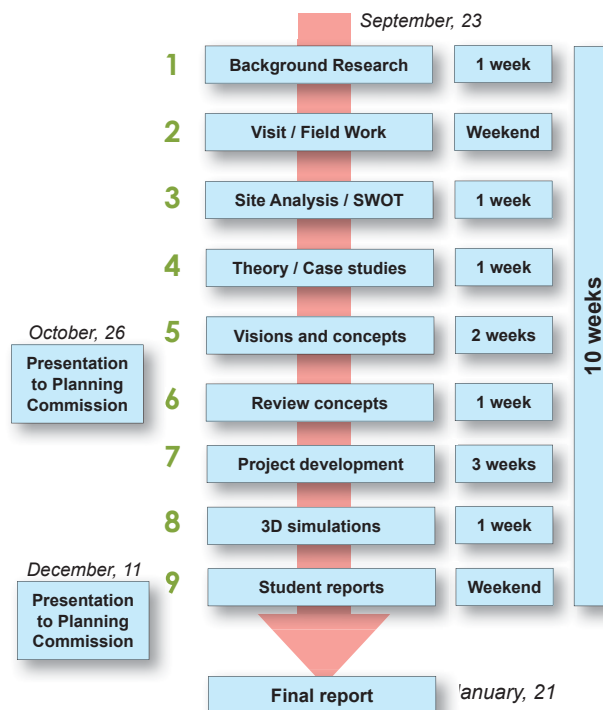 September, 23
1 Background Research 1 week
2 Visit / Field Work Weekend
3 Site Analysis / SWOT 1 week
4 Theory / Case studies 1 week
October, 26
5 Visions and concepts 2 weeks
Presentation
to Planning
Commission
6 Review concepts 1 week
7 Project development 3 weeks
8 3D simulations 1 week
December, 11
9 Student reports Weekend
Presentation
to Planning
Commission
10 weeks
Final report
anuary, 21